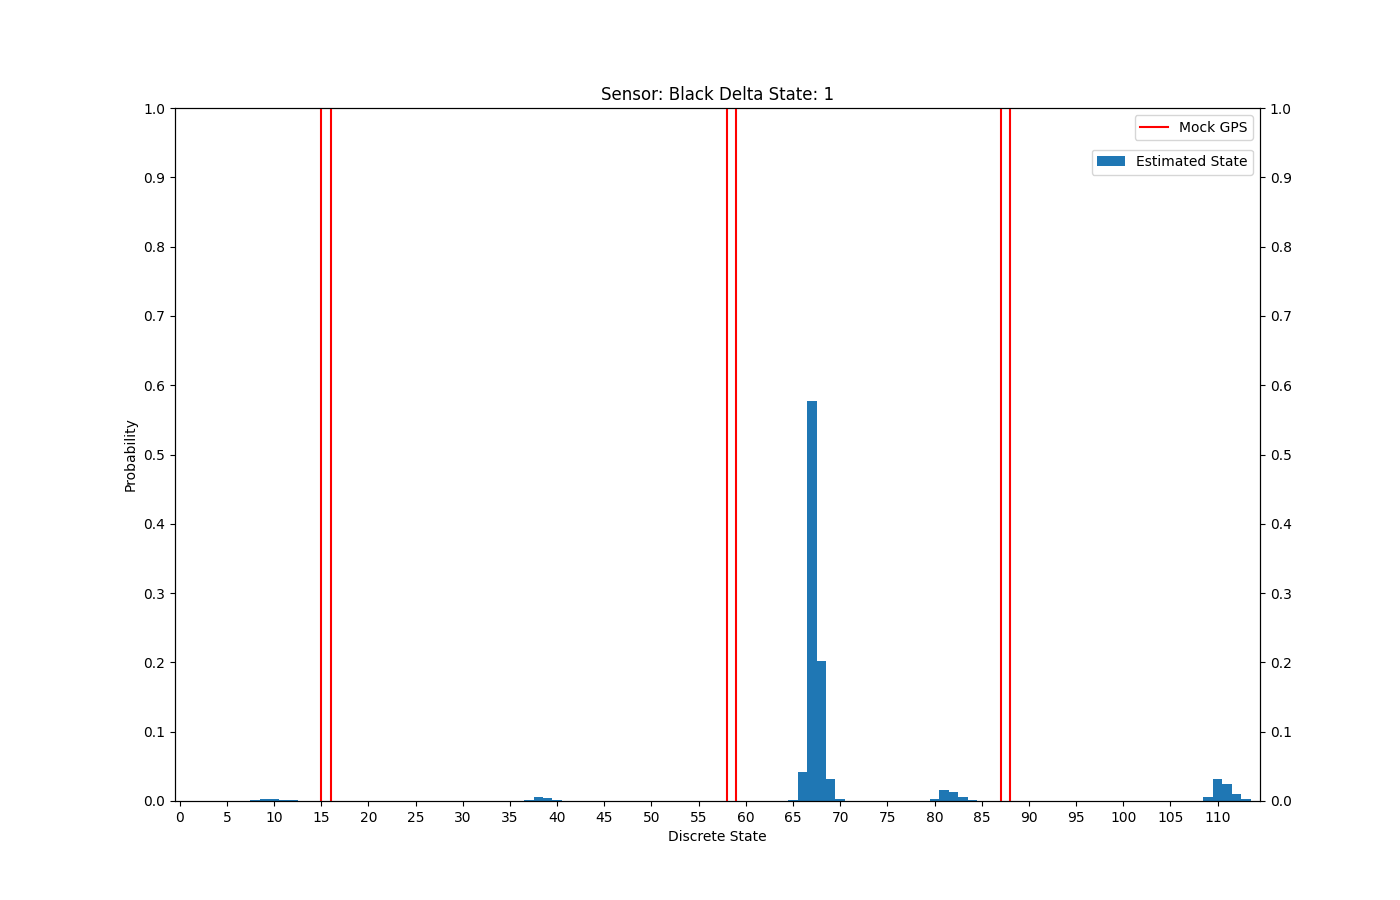 Sensor: Black Delta State: 1
1.0 1.0
Mock GPS
Estimated State
0.9 0.9
0.8 0.8
0.7 0.7
0.6 0.6
0.5 0.5
0.4 0.4
0.3 0.3
0.2 0.2
0.1 0.1
0.0 0.0
Probability
0 5 10 15 20 25 30 35 40 45 50 55 60 65 70 75 80 85 90 95 100 105 110
Discrete State